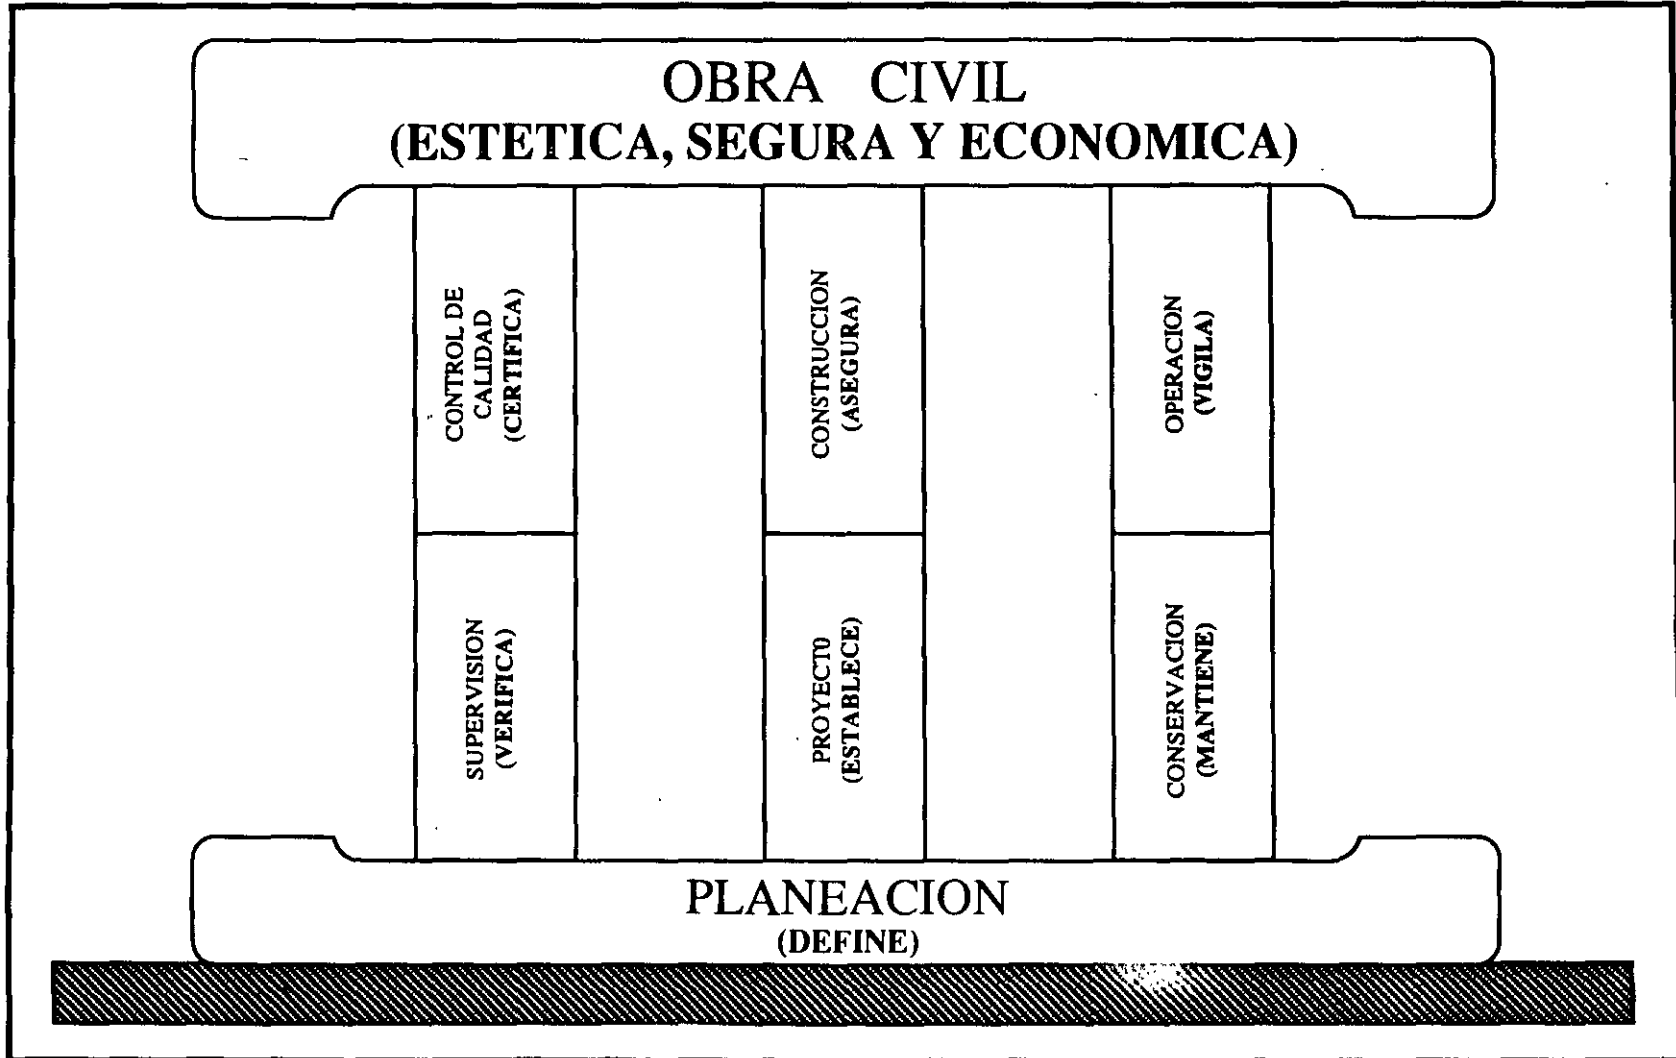 OBRA CIVIL
(ESTETICA, SEGURA Y ECONOMICA)
CONTROL DE
CALIDAD
(CERTIFICA)
CONSTRUCCION
(ASEGURA)
OPERACION
(VIGILA)
SUPERVISION
(VERIFICA)
PROYECTO
(ESTABLECE)
CONSERVACION
(MANTIENE)
PLANEACION
(DEFINE)